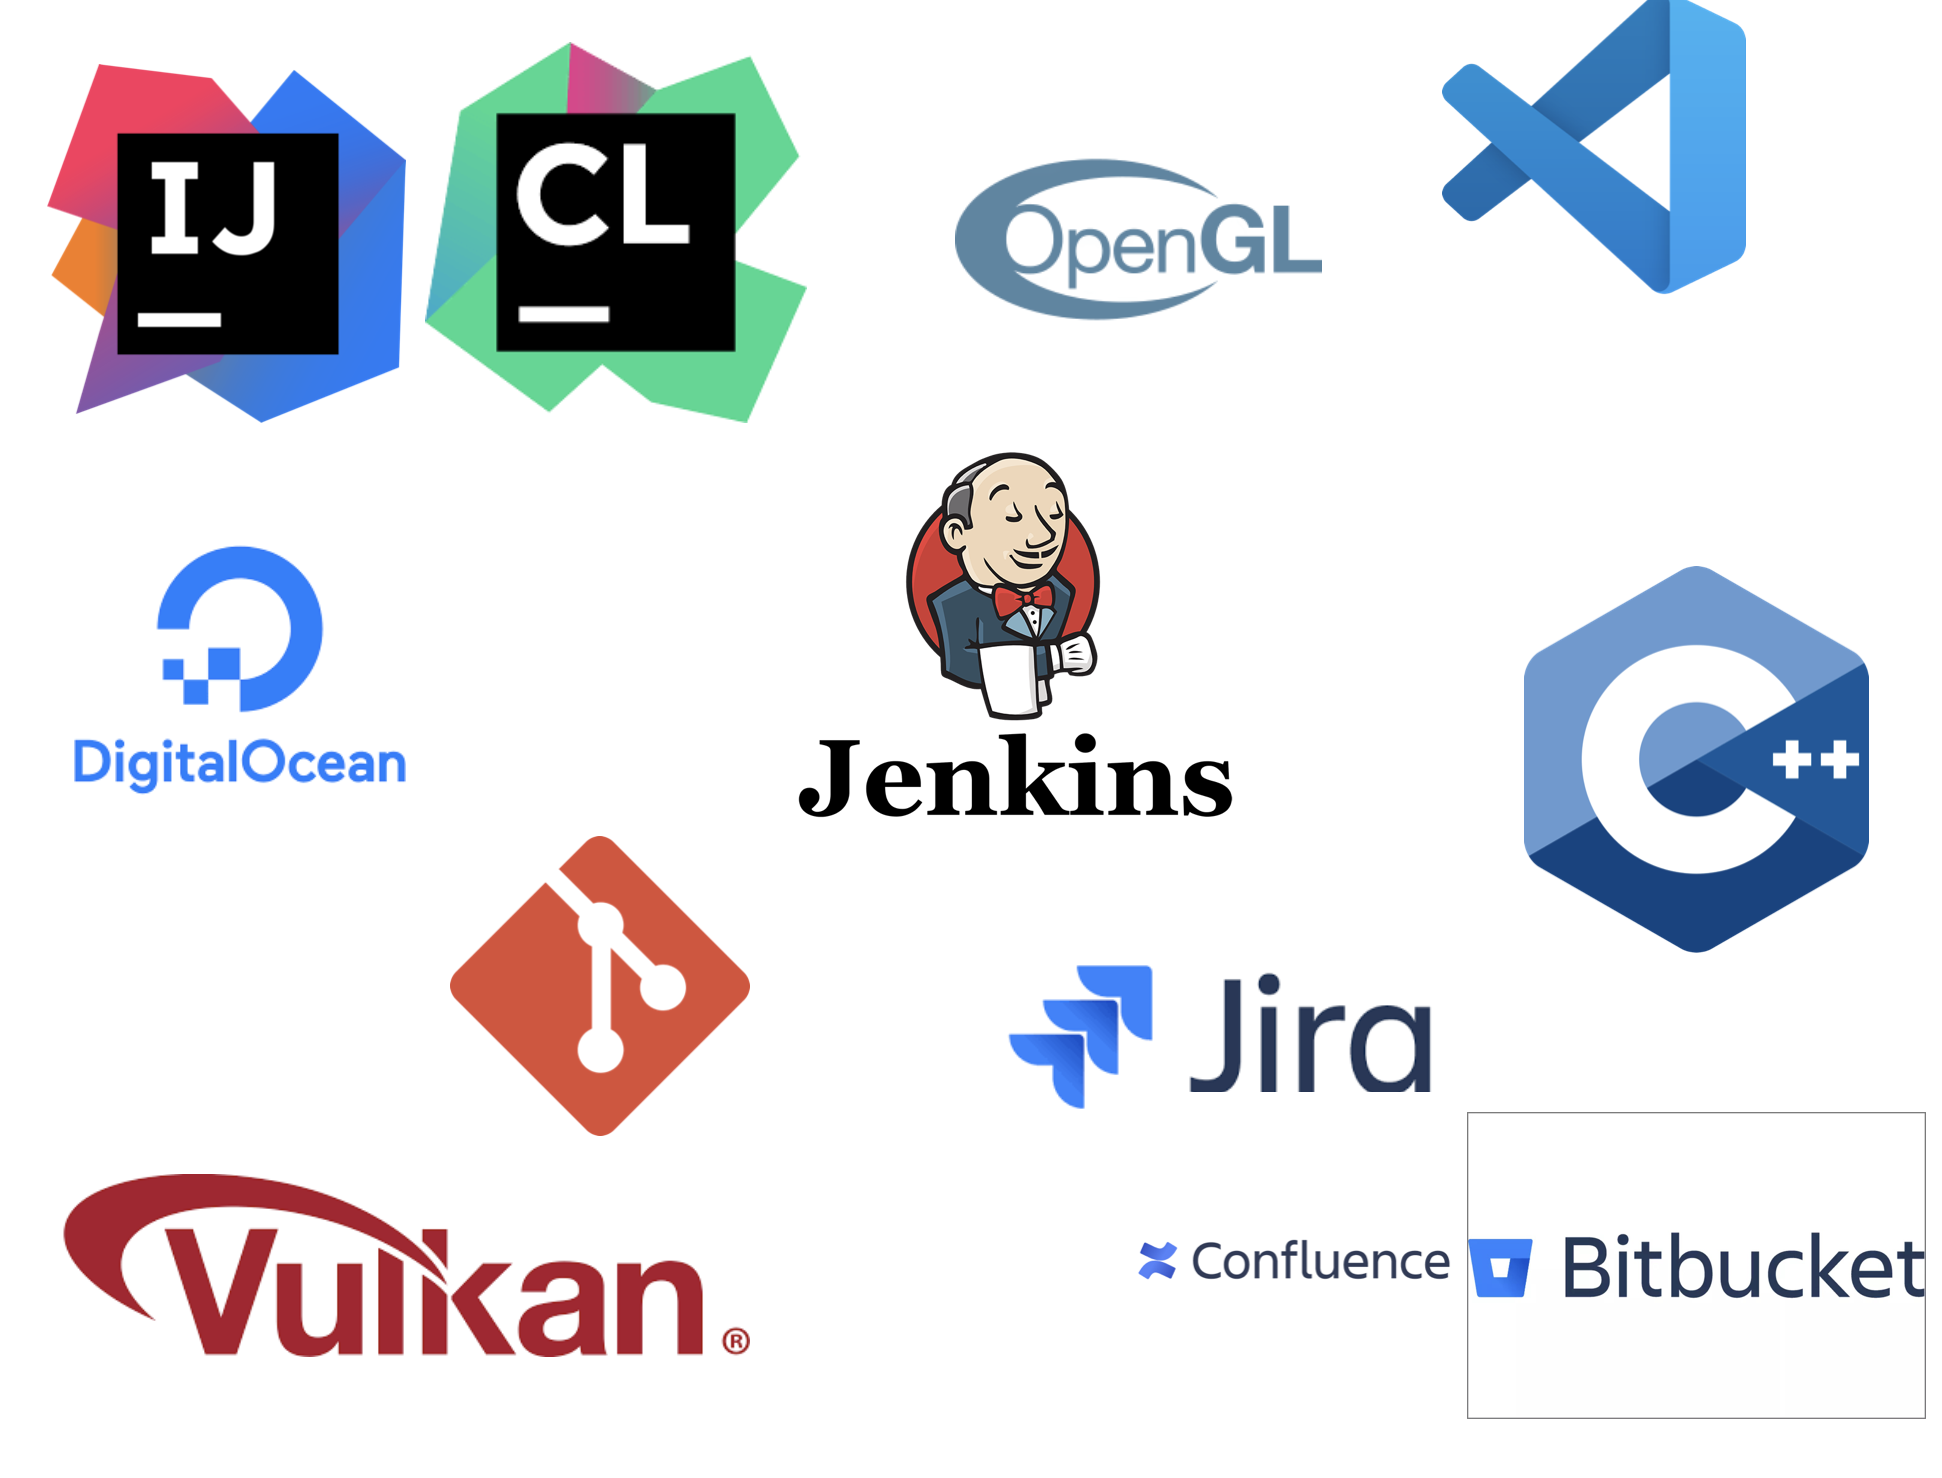 IJ
CL
OpenGL
DigitalOcean
Jenkins
C++
Jira
Vulkan®
Confluence
Bitbucket